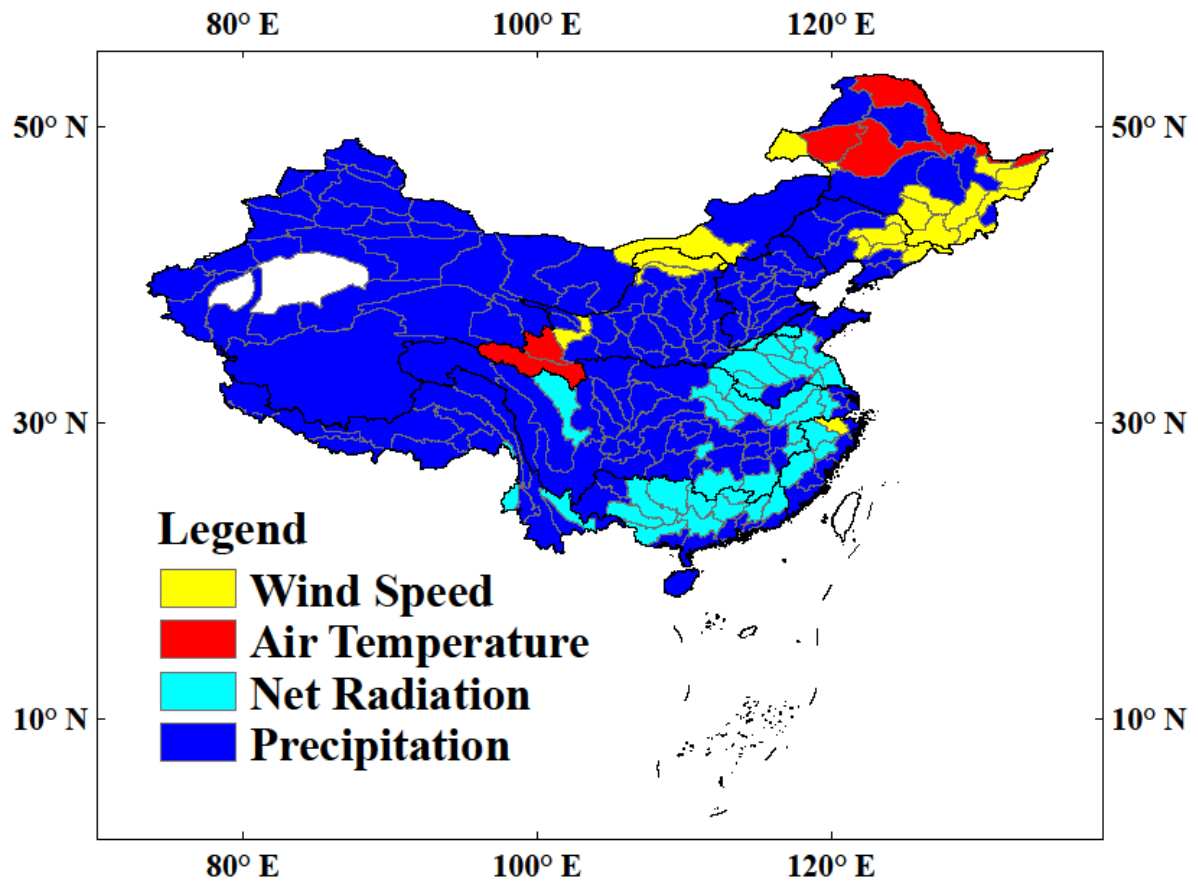 80° E 100° E 120° E
50° N 50° N
30° N 30° N
Legend
Wind Speed
Air Temperature
Net Radiation
10° N 10° N
Precipitation
80° E 100° E 120° E